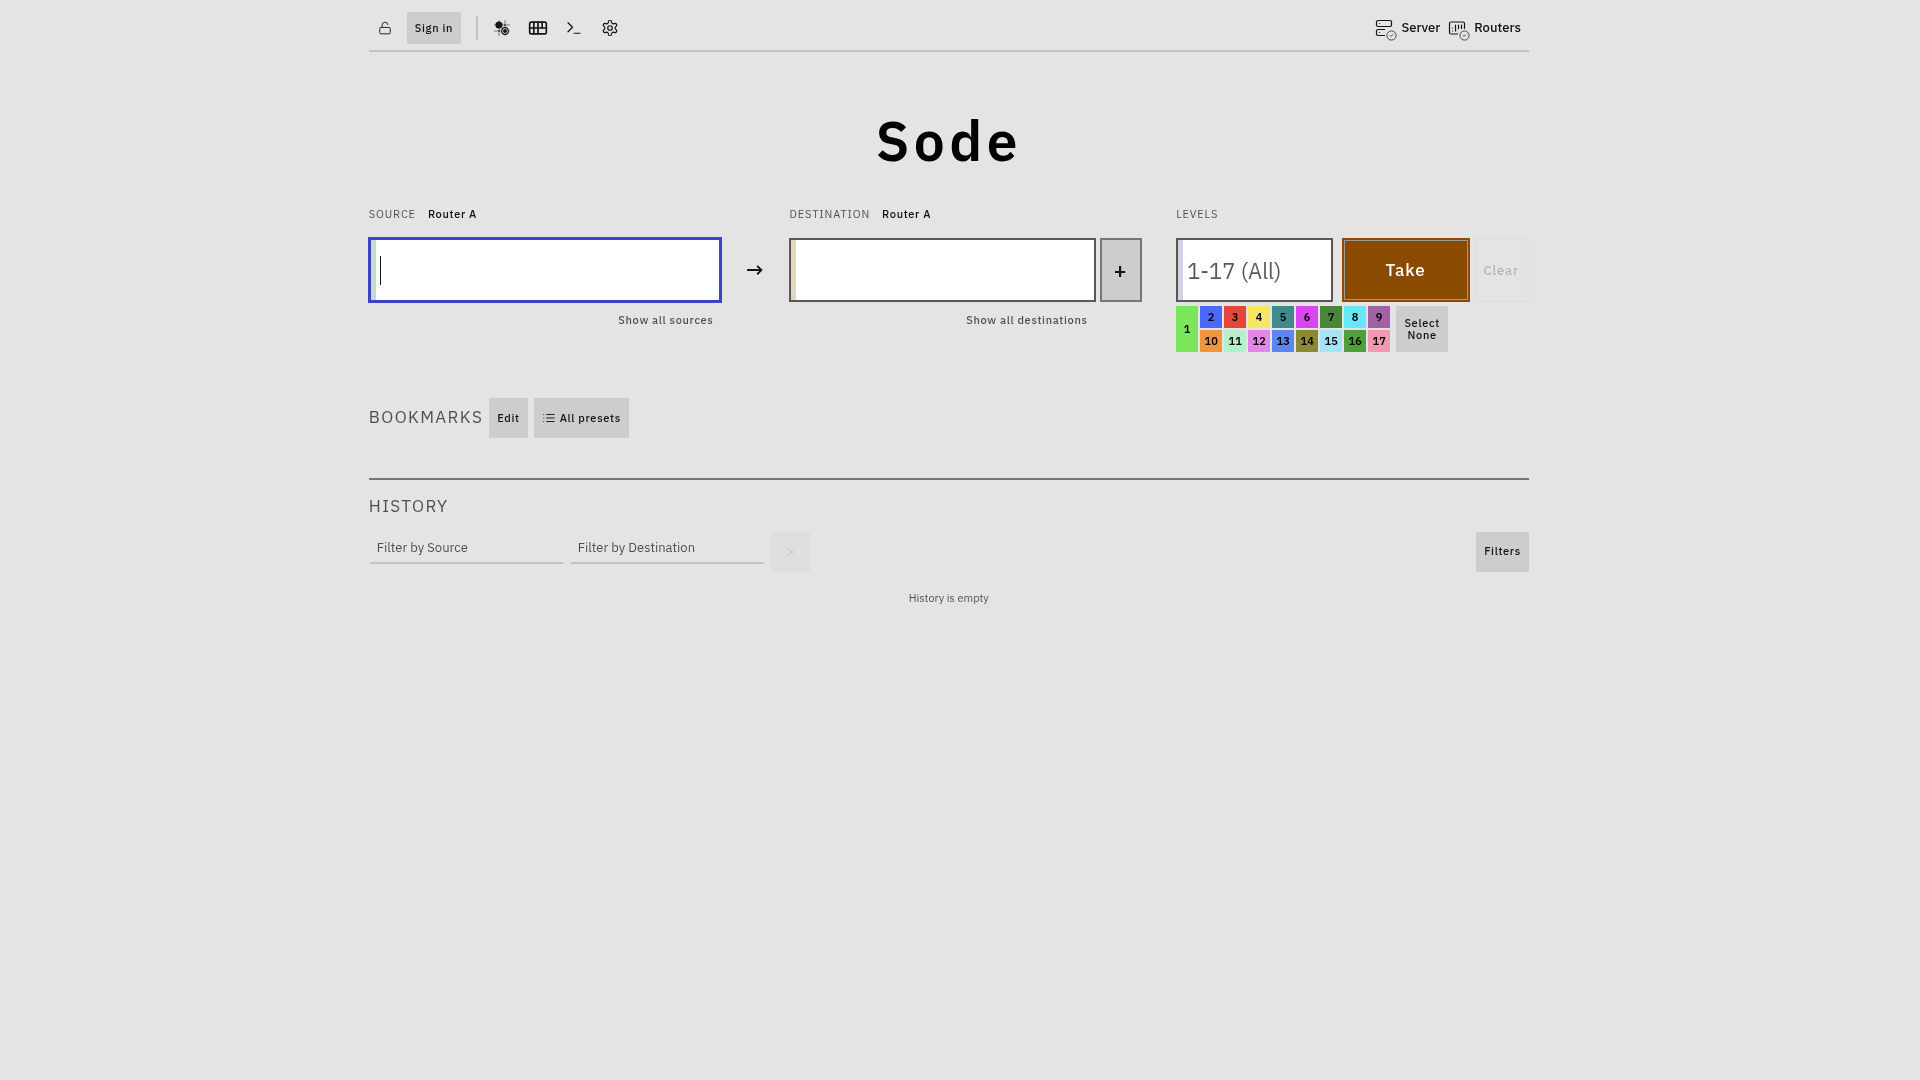 Sign in
Server
Routers
Sode
SOURCE Router A
DESTINATION Router A
LEVELS
→
+
1-17 (All)
Take
Clear
Show all sources
Show all destinations
1
2 3 4 5 6 7 8 9
10 11 12 13 14 15 16 17
Select
None
BOOKMARKS
Edit
All presets
HISTORY
Filter by Source
Filter by Destination
Filters
History is empty